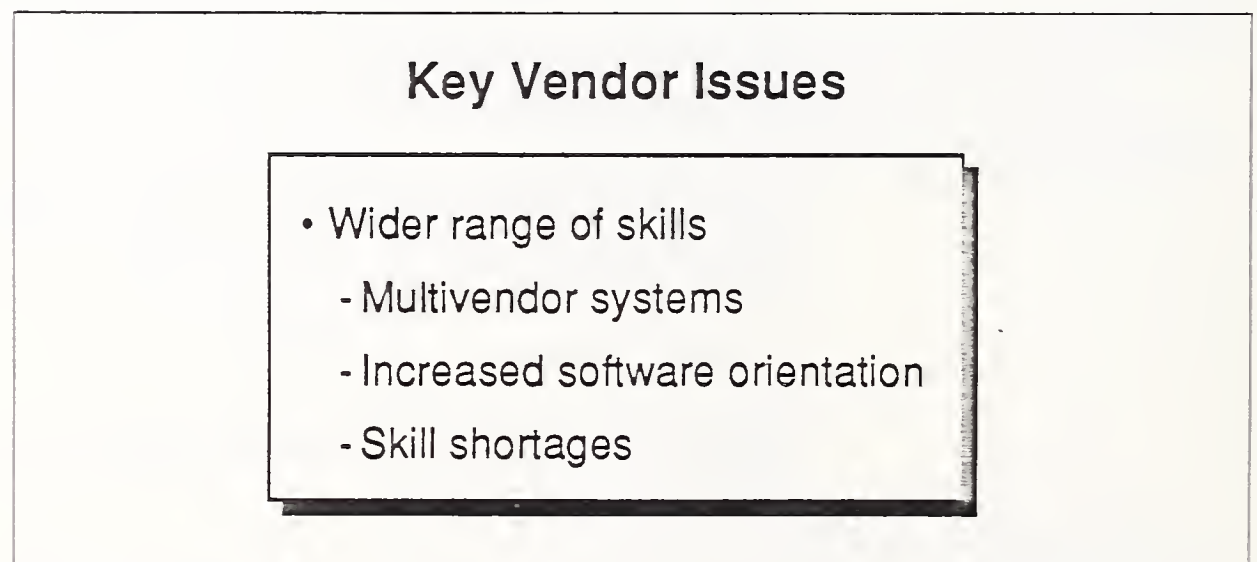 Key Vendor Issues
• Wider range of skills
- Multivendor systems
- Increased software orientation
- Skill shortages